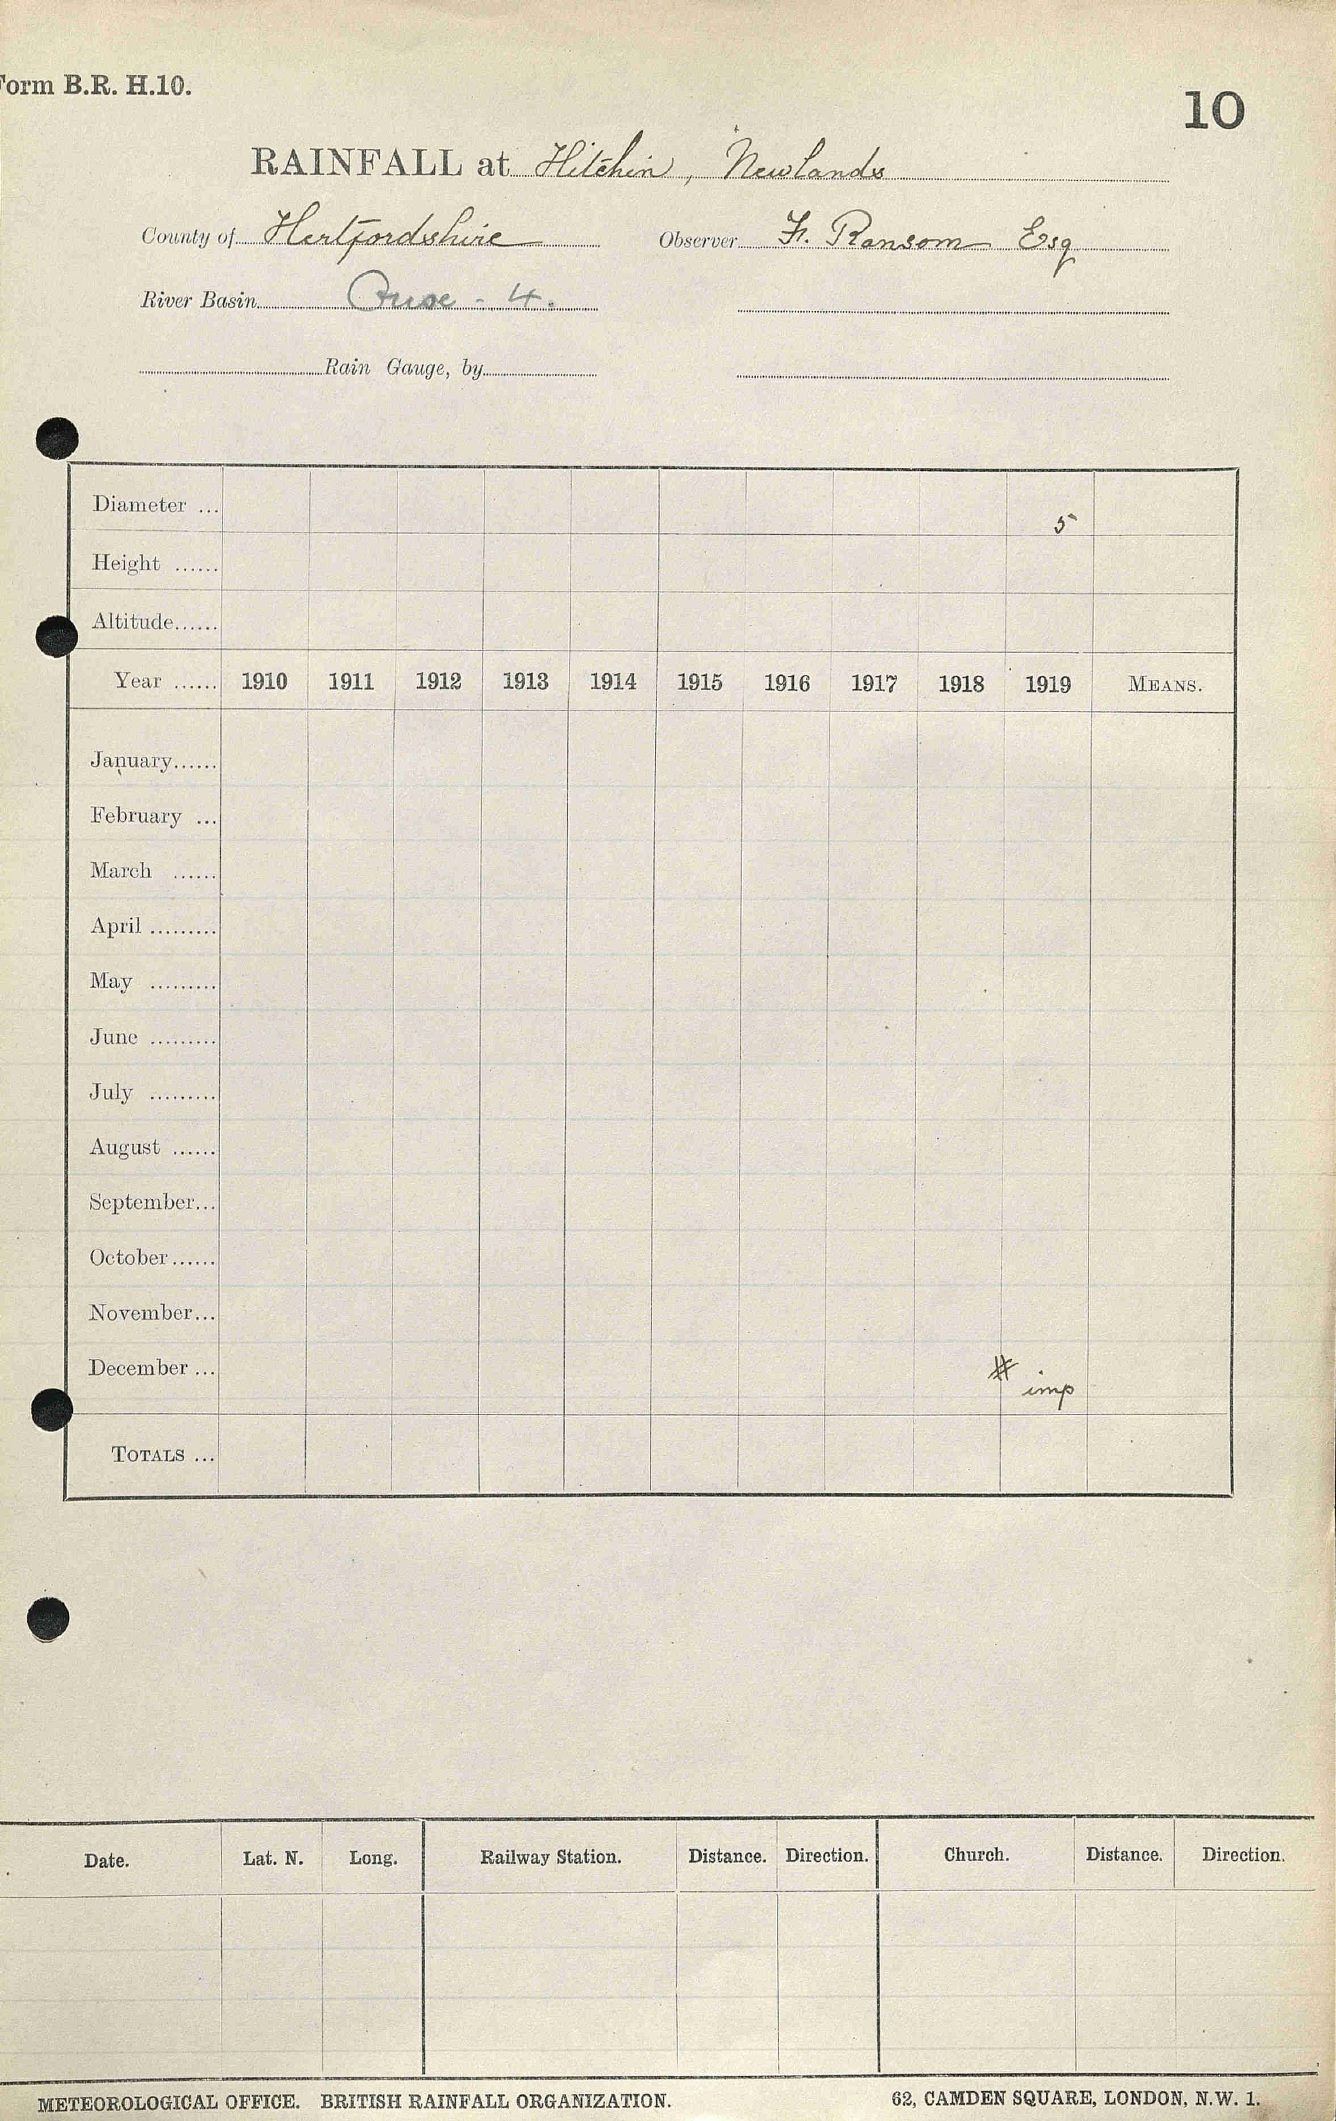 Form B.R. H.10.
10
RAINFALL at Hitchin, Newlands
County of Hertfordshire Observer F. Ransom Esq
River Basin Ouse - 4.
Rain Gauge, by
Diameter ... 5
Height ......
Altitude......
Year ...... 1910 1911 1912 1913 1914 1915 1916 1917 1918 1919 MEANS.
January......
February ...
March ......
April .........
May .........
June .........
July .........
August ......
September...
October......
November...
December ... # imp
TOTALS ...
Date. Lat. N. Long. Railway Station. Distance. Direction. Church. Distance. Direction.
METEOROLOGICAL OFFICE. BRITISH RAINFALL ORGANIZATION. 62, CAMDEN SQUARE, LONDON, N.W. 1.